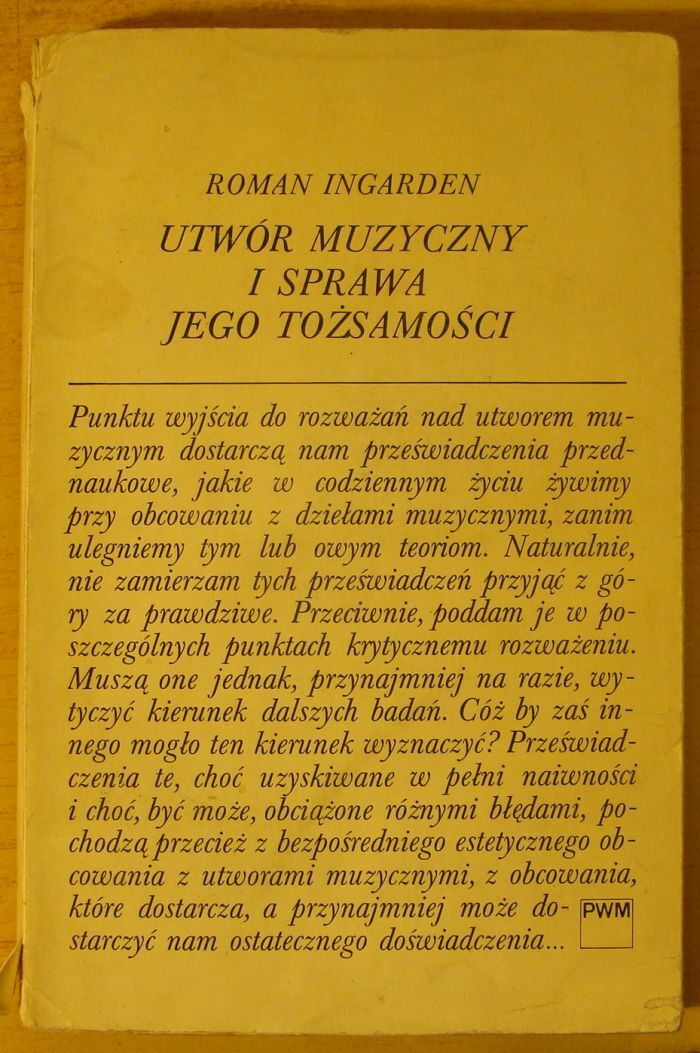 ROMAN INGARDEN
UTWÓR MUZYCZNY
I SPRAWA
JEGO TOŻSAMOŚCI
Punktu wyjścia do rozważań nad utworem mu-
zycznym dostarczą nam przeświadczenia przed-
naukowe, jakie w codziennym życiu żywimy
przy obcowaniu z dziełami muzycznymi, zanim
ulegniemy tym lub owym teoriom. Naturalnie,
nie zamierzam tych przeświadczeń przyjąć z gó-
ry za prawdziwe. Przeciwnie, poddam je w po-
szczególnych punktach krytycznemu rozważeniu.
Muszą one jednak, przynajmniej na razie, wy-
tyczyć kierunek dalszych badań. Cóż by zaś in-
nego mogło ten kierunek wyznaczyć? Przeświad-
czenia te, choć uzyskiwane w pełni naiwności
i choć, być może, obciążone różnymi błędami, po-
chodzą przecież z bezpośredniego estetycznego ob-
cowania z utworami muzycznymi, z obcowania,
które dostarcza, a przynajmniej może do-
starczyć nam ostatecznego doświadczenia...
PWM